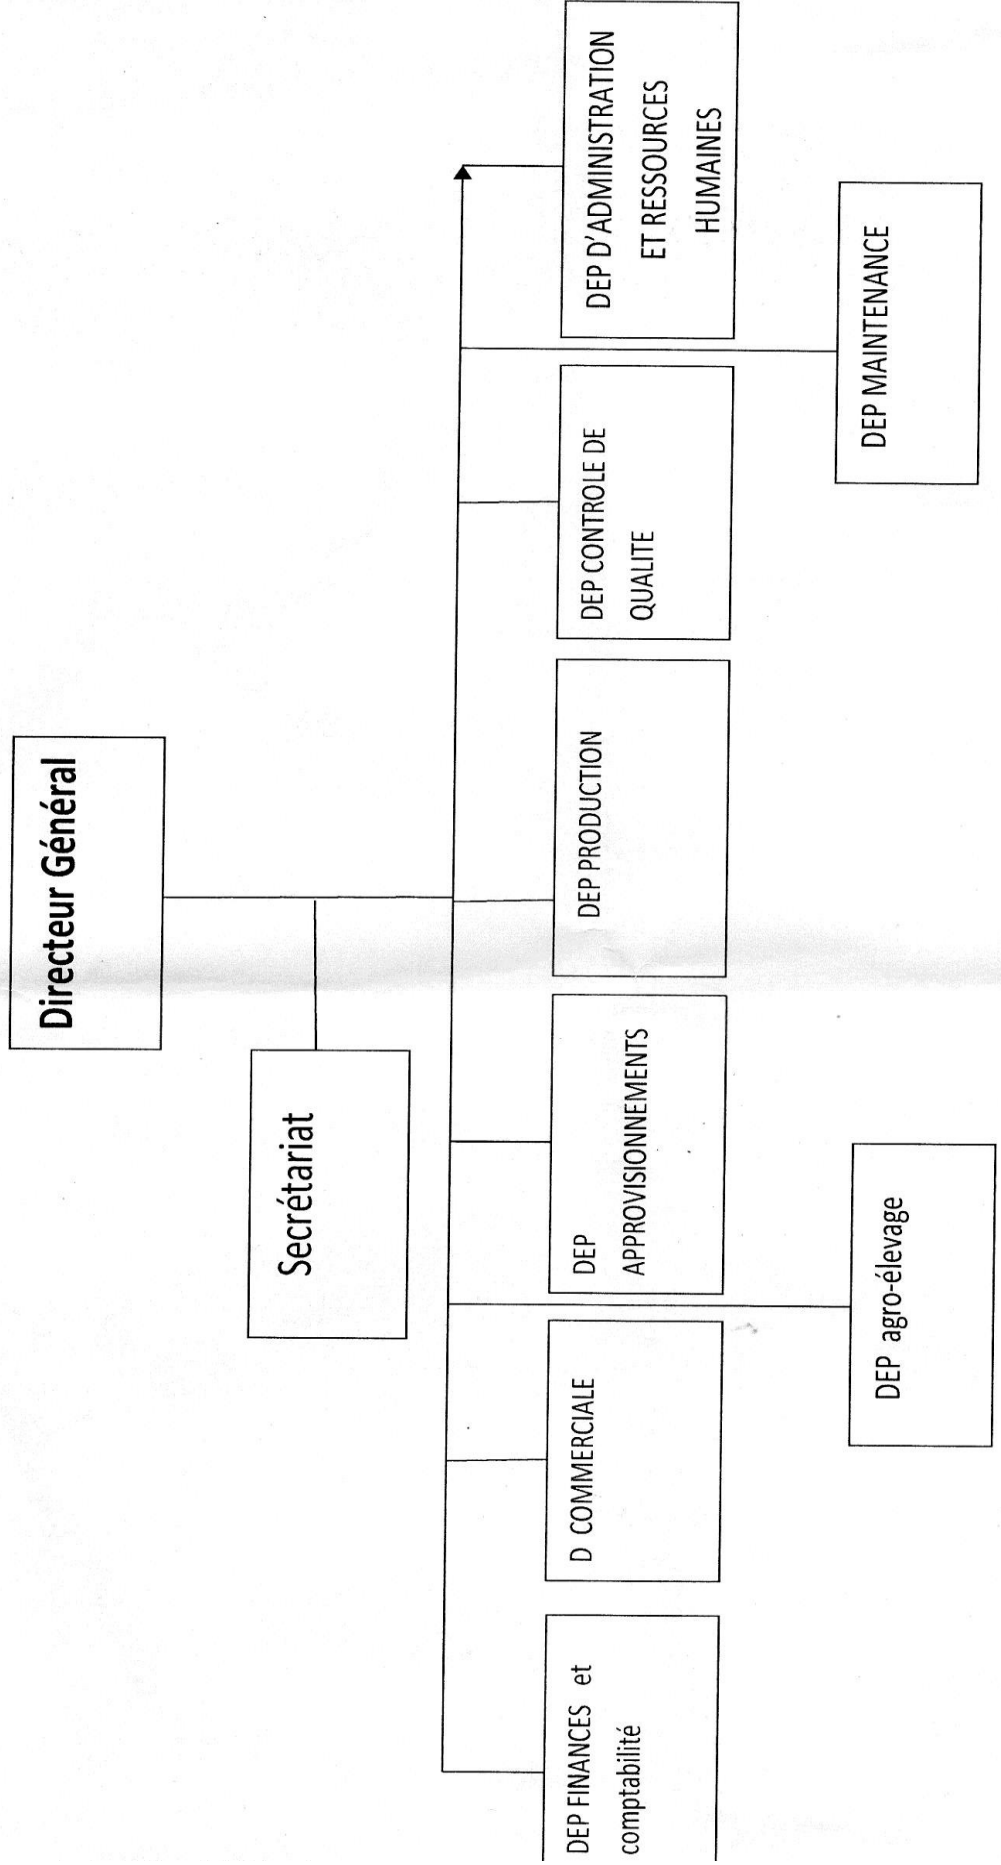 Directeur Général
Secrétariat
DEP FINANCES et
comptabilité
D COMMERCIALE
DEP
APPROVISIONNEMENTS
DEP PRODUCTION
DEP CONTROLE DE
QUALITE
DEP D'ADMINISTRATION
ET RESSOURCES
HUMAINES
DEP agro-élevage
DEP MAINTENANCE